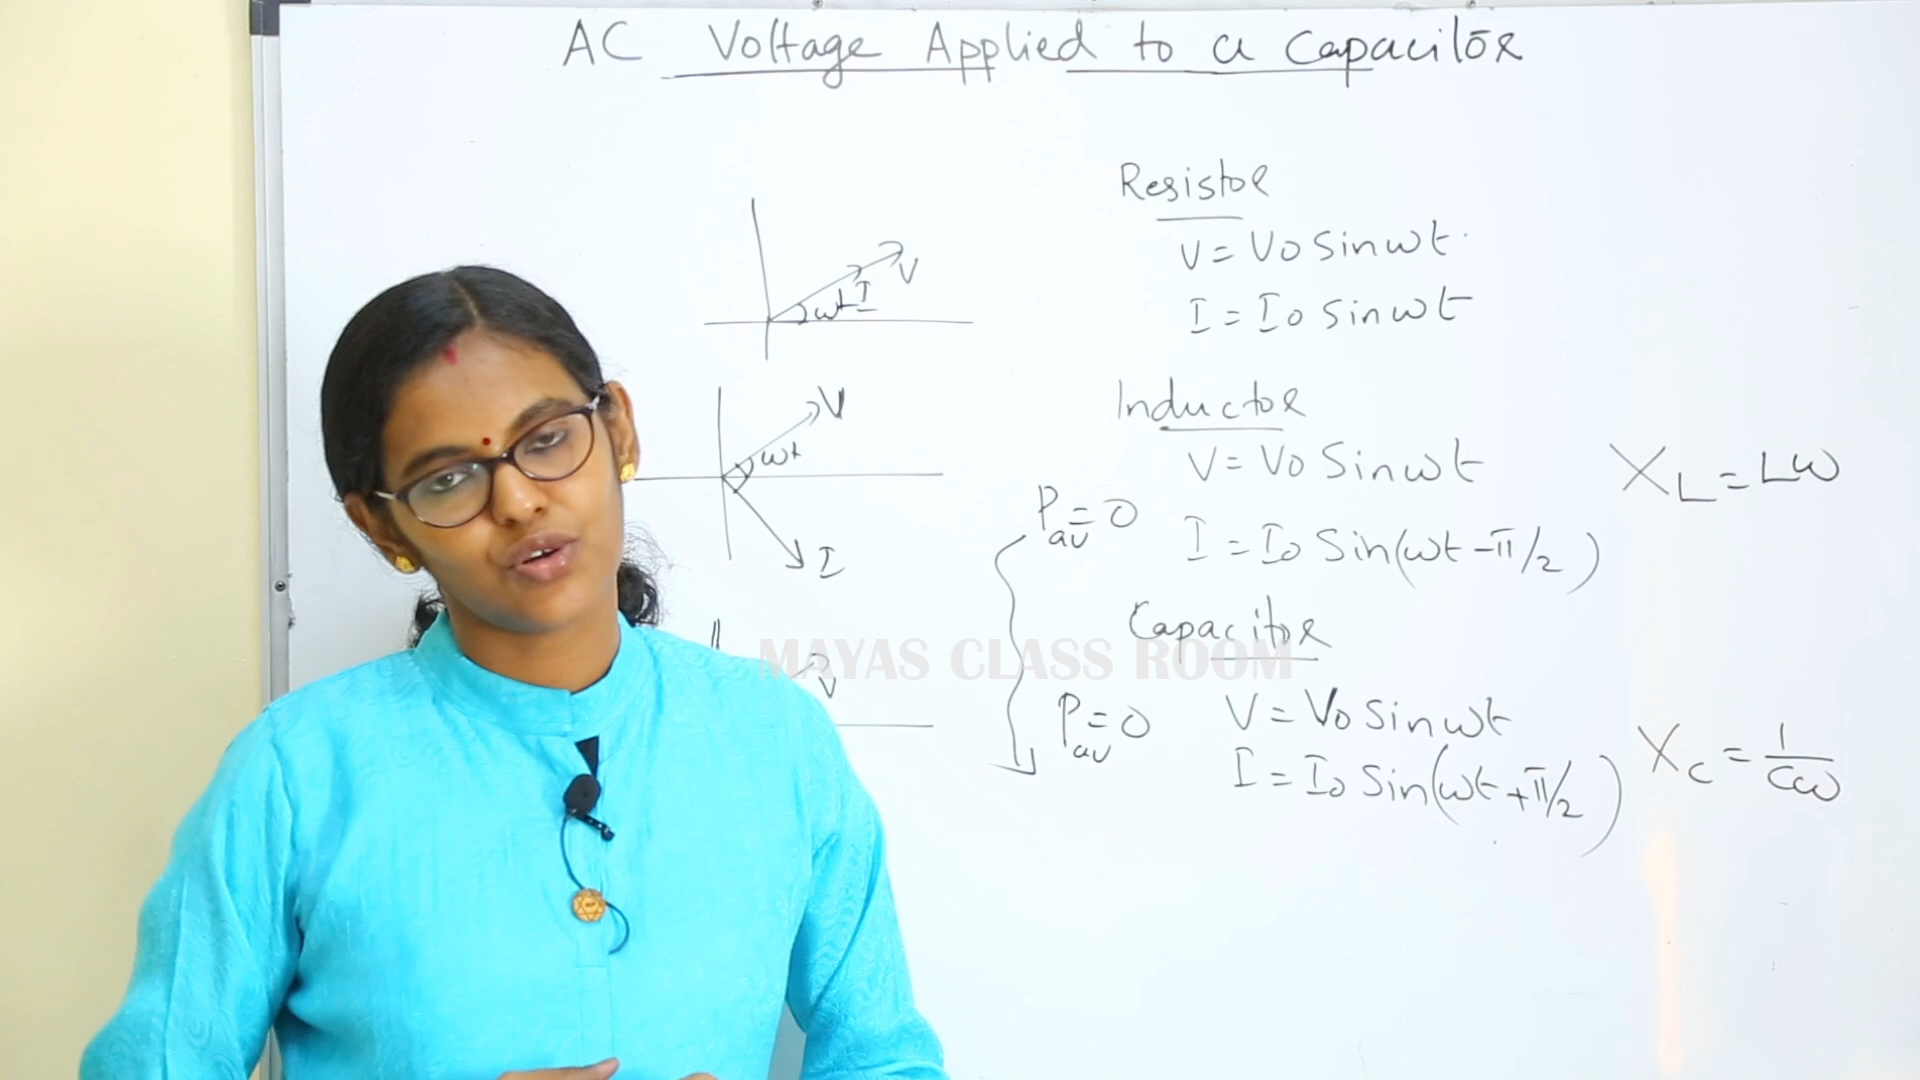 AC Voltage Applied to a Capacitor
Resistor
V = V0 Sinωt
I = I0 Sinωt
V
I
ωt
Inductor
V = V0 Sinωt
XL = Lω
Pav = 0
I = I0 Sin(ωt - π/2)
V
ωt
I
Capacitor
MAYAS CLASS ROOM
V
Pav = 0
V = V0 Sinωt
I = I0 Sin(ωt + π/2)
XC = 1/Cω